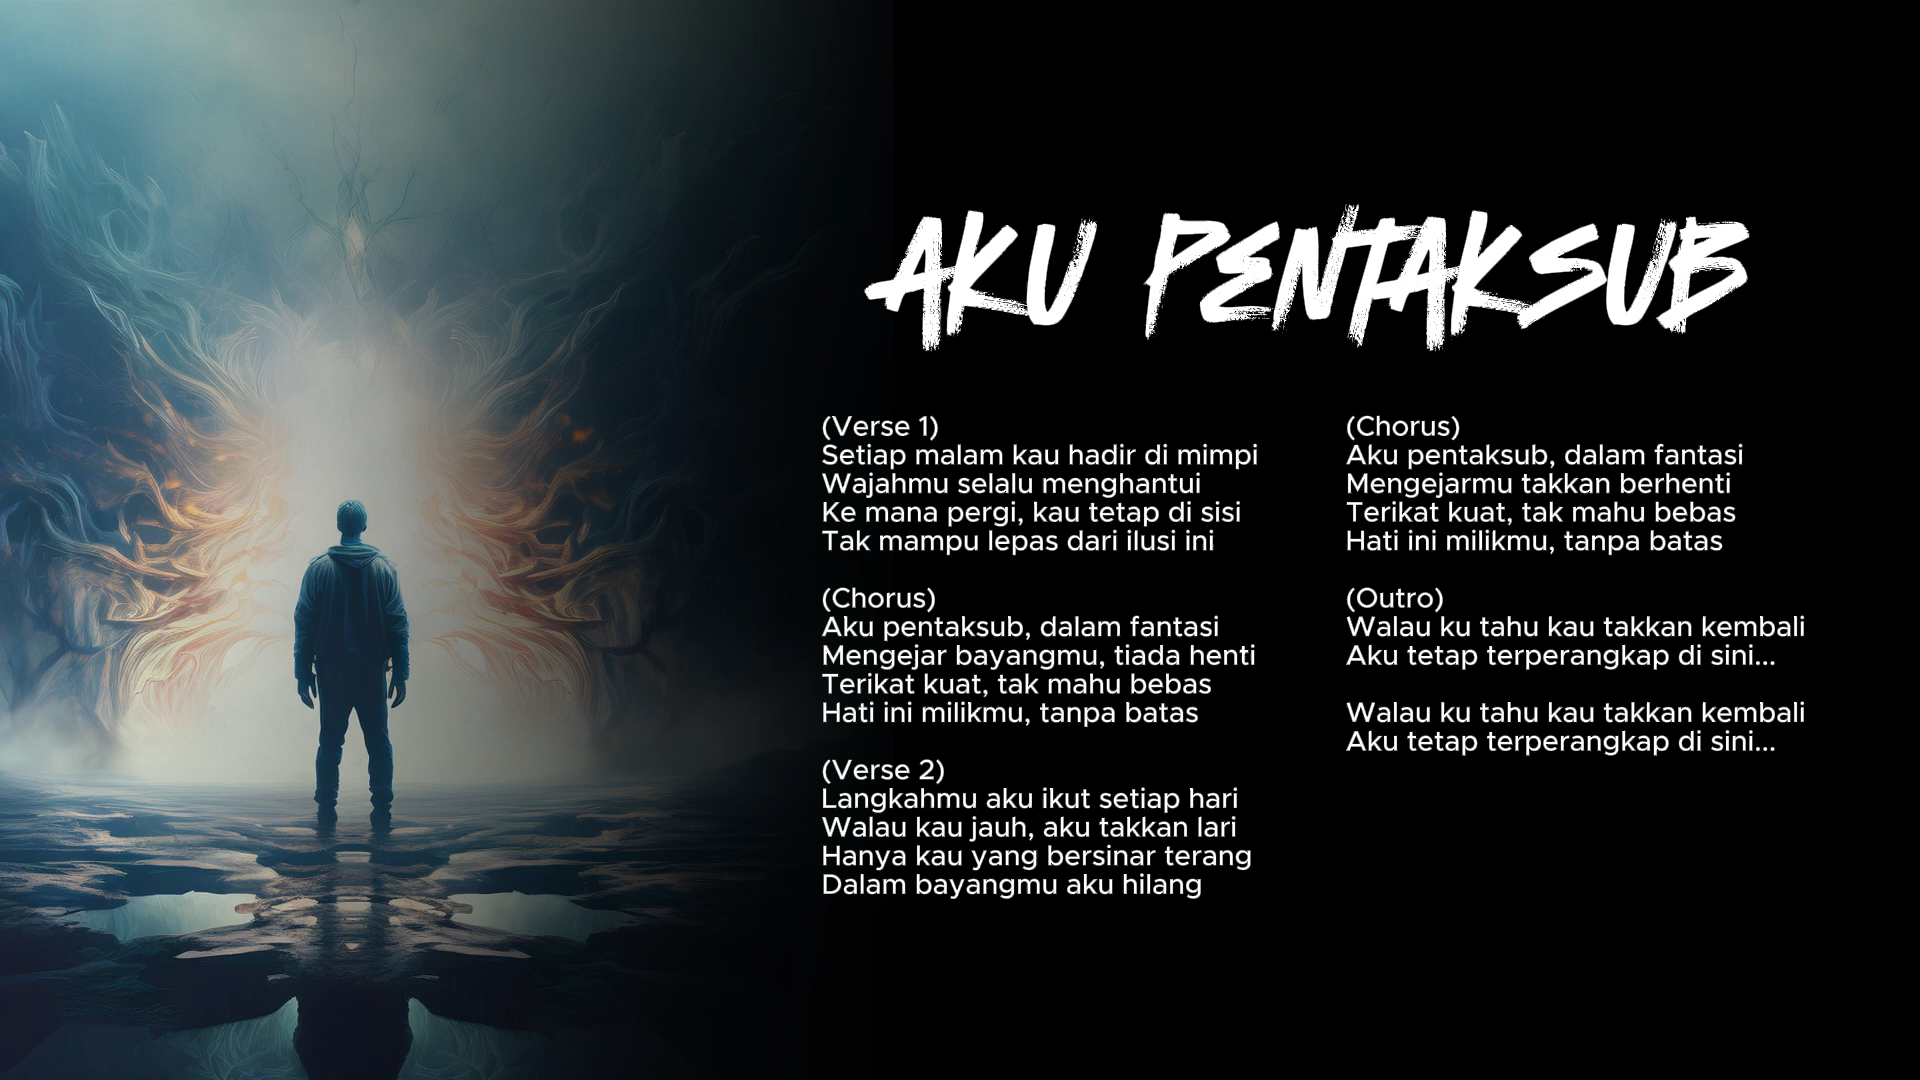 AKU PENTAKSUB
(Verse 1)
Setiap malam kau hadir di mimpi
Wajahmu selalu menghantui
Ke mana pergi, kau tetap di sisi
Tak mampu lepas dari ilusi ini
(Chorus)
Aku pentaksub, dalam fantasi
Mengejar bayangmu, tiada henti
Terikat kuat, tak mahu bebas
Hati ini milikmu, tanpa batas
(Verse 2)
Langkahmu aku ikut setiap hari
Walau kau jauh, aku takkan lari
Hanya kau yang bersinar terang
Dalam bayangmu aku hilang
(Chorus)
Aku pentaksub, dalam fantasi
Mengejarmu takkan berhenti
Terikat kuat, tak mahu bebas
Hati ini milikmu, tanpa batas
(Outro)
Walau ku tahu kau takkan kembali
Aku tetap terperangkap di sini...
Walau ku tahu kau takkan kembali
Aku tetap terperangkap di sini...